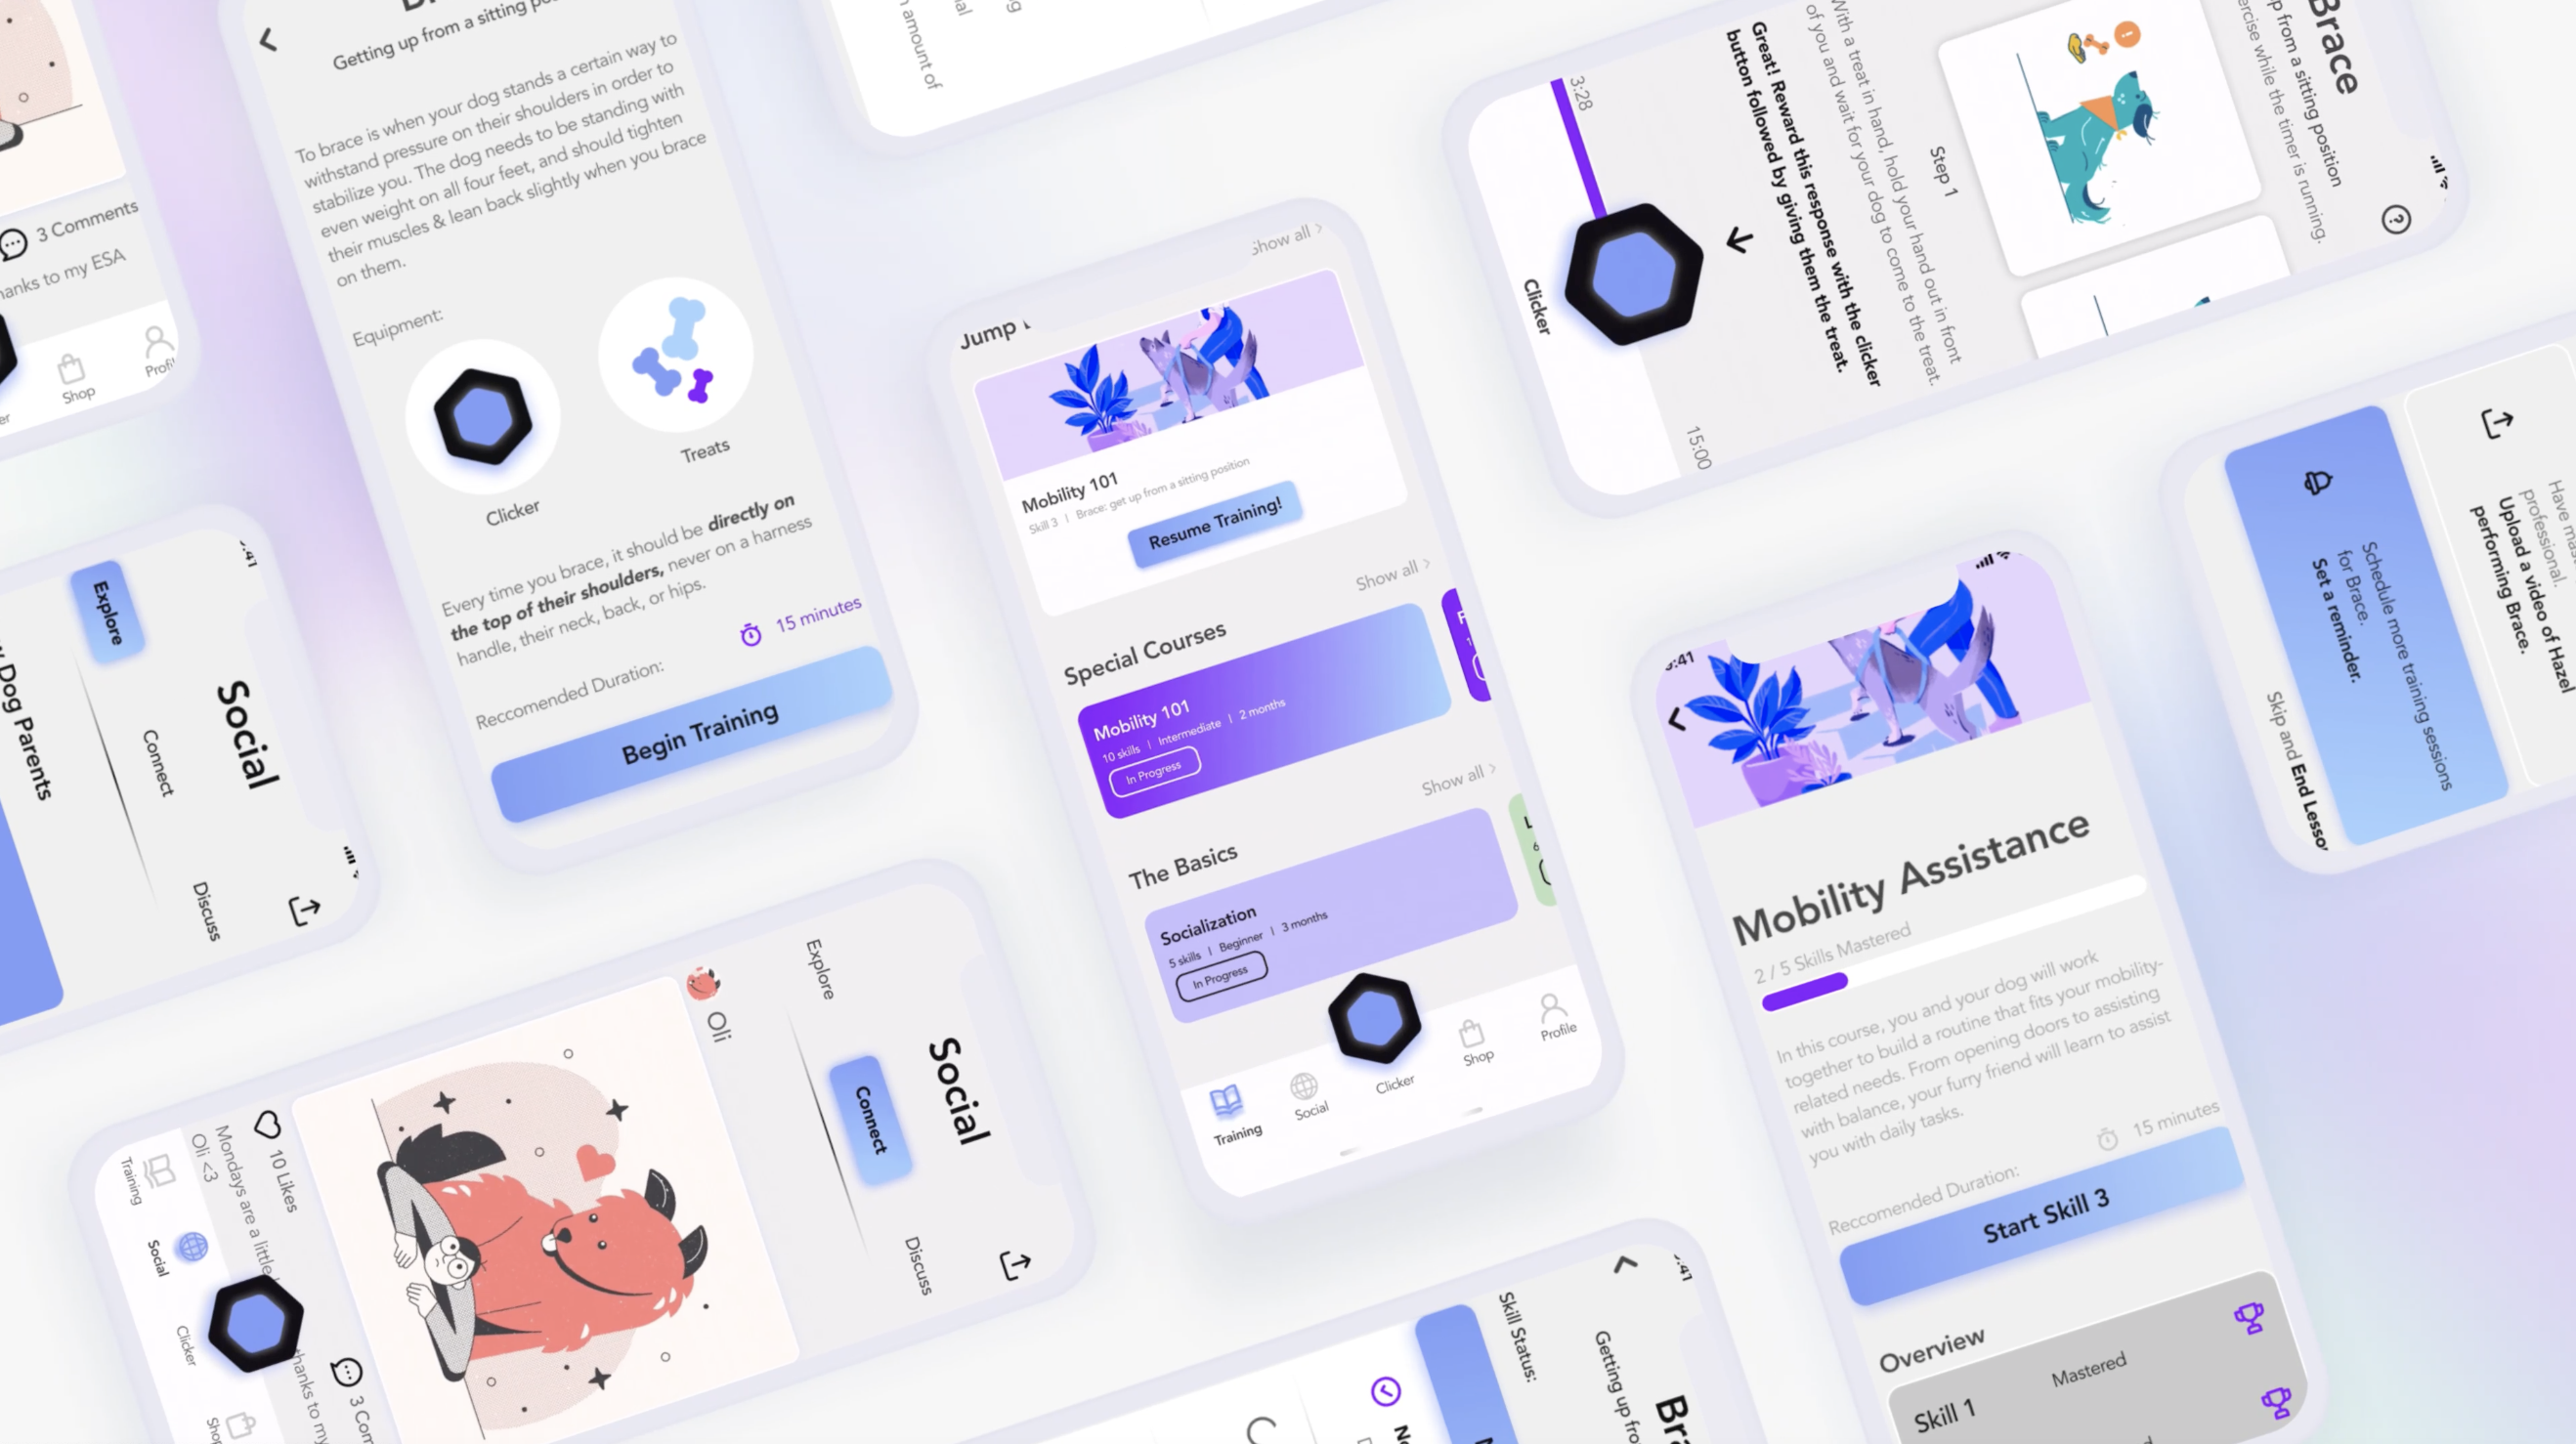 3 Comments
thanks to my ESA
Shop
Getting up from a sitting
To brace is when your dog stands a certain way to
withstand pressure on their shoulders in order to
stabilize you. The dog needs to be standing with
even weight on all four feet, and should tighten
their muscles & lean back slightly when you brace
on them.
Equipment:
Clicker
Treats
Every time you brace, it should be directly on
the top of their shoulders, never on a harness
handle, their neck, back, or hips.
Reccomended Duration:
15 minutes
Begin Training
amount of
Brace
from a sitting position
while the timer is running.
Step 1
With a treat in hand, hold your hand out in front
of you and wait for your dog to come to the treat.
Great! Reward this response with the clicker
button followed by giving them the treat.
3:28
15:00
Clicker
Social
Explore
Connect
Discuss
Dog Parents
Show all >
Jump
Mobility 101
Skill 3 | Brace: get up from a sitting position
Resume Training!
Special Courses
Show all >
Mobility 101
10 skills | Intermediate | 2 months
In Progress
The Basics
Show all >
Socialization
5 skills | Beginner | 3 months
In Progress
Training
Social
Clicker
Shop
Profile
Have
professional.
Upload a video of Hazel
performing Brace.
Schedule more training sessions
for Brace.
Set a reminder.
Skip and End
9:41
Mobility Assistance
2 / 5 Skills Mastered
In this course, you and your dog will work
together to build a routine that fits your mobility-
related needs. From opening doors to assisting
with balance, your furry friend will learn to assist
you with daily tasks.
Reccomended Duration:
15 minutes
Start Skill 3
Overview
Skill 1
Mastered
Social
Explore
Connect
Discuss
Oli
10 Likes
3
Mondays are a little
thanks to my
Oli <3
Training
Social
Clicker
Shop
Getting up
Skill Status: